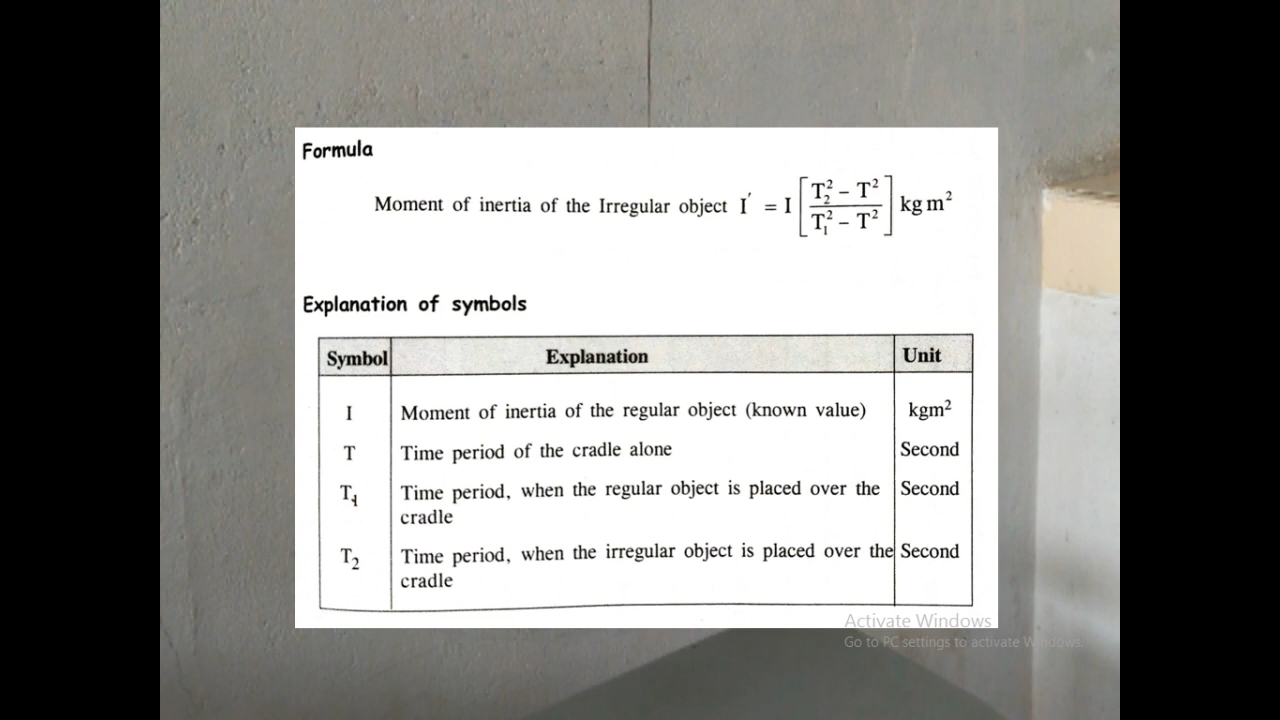 Formula
Moment of inertia of the Irregular object I′ = I [ (T₂² − T²) / (T₁² − T²) ] kg m²
Explanation of symbols
Symbol Explanation Unit
I Moment of inertia of the regular object (known value) kgm²
T Time period of the cradle alone Second
T₁ Time period, when the regular object is placed over the Second
cradle
T₂ Time period, when the irregular object is placed over the Second
cradle
Activate Windows
Go to PC settings to activate Windows.